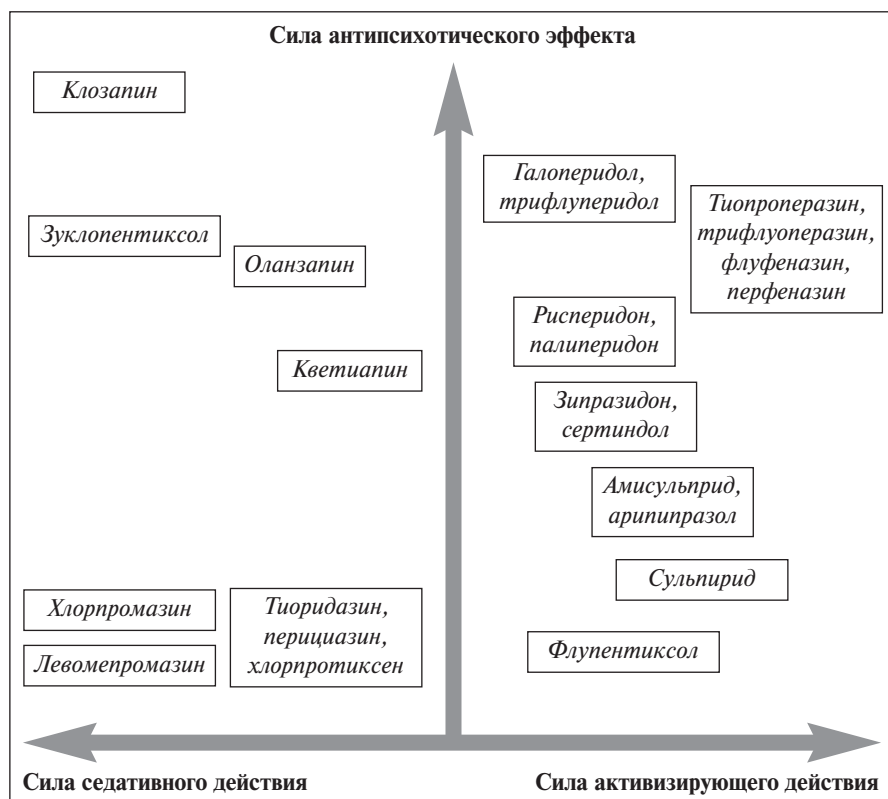 Сила антипсихотического эффекта
Клозапин
Галоперидол,
трифлуперидол
Тиопроперазин,
трифлуоперазин,
флуфеназин,
перфеназин
Зуклопентиксол
Оланзапин
Рисперидон,
палиперидон
Кветиапин
Зипразидон,
сертиндол
Амисульприд,
арипипразол
Сульпирид
Хлорпромазин
Тиоридазин,
перициазин,
хлорпротиксен
Левомепромазин
Флупентиксол
Сила седативного действия
Сила активизирующего действия